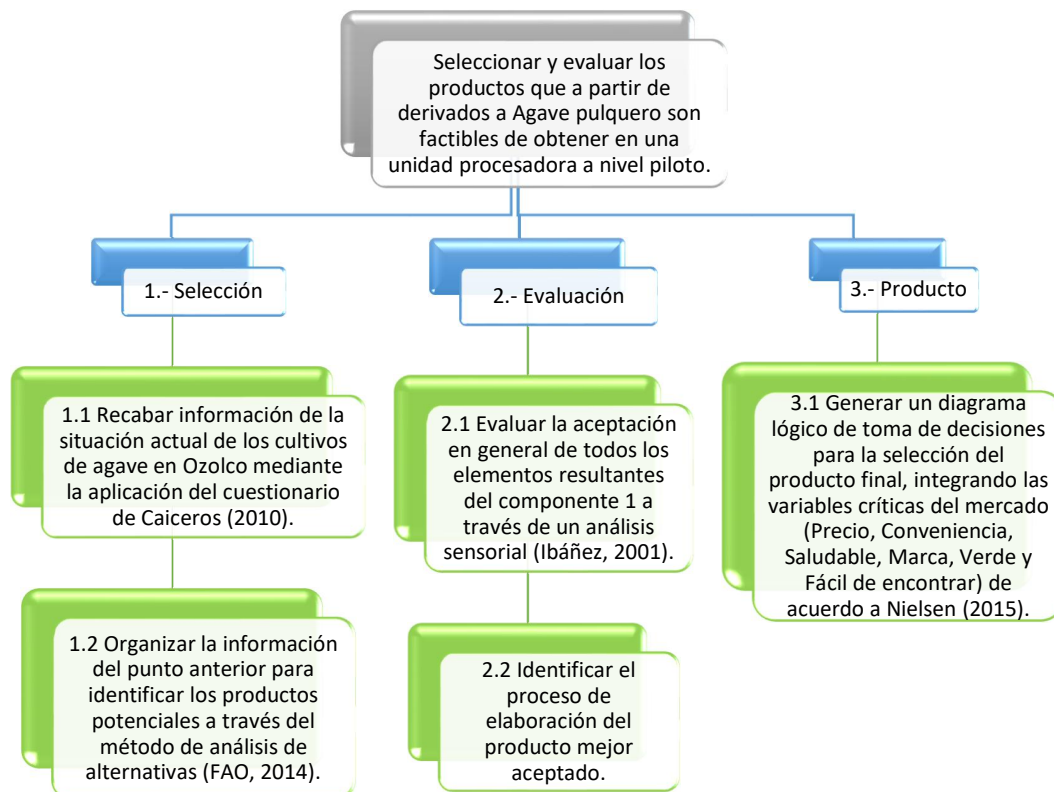 Seleccionar y evaluar los
productos que a partir de
derivados a Agave pulquero son
factibles de obtener en una
unidad procesadora a nivel piloto.
1.- Selección
2.- Evaluación
3.- Producto
1.1 Recabar información de la
situación actual de los cultivos
de agave en Ozolco mediante
la aplicación del cuestionario
de Caiceros (2010).
1.2 Organizar la información
del punto anterior para
identificar los productos
potenciales a través del
método de análisis de
alternativas (FAO, 2014).
2.1 Evaluar la aceptación
en general de todos los
elementos resultantes
del componente 1 a
través de un análisis
sensorial (Ibáñez, 2001).
2.2 Identificar el
proceso de
elaboración del
producto mejor
aceptado.
3.1 Generar un diagrama
lógico de toma de decisiones
para la selección del
producto final, integrando las
variables críticas del mercado
(Precio, Conveniencia,
Saludable, Marca, Verde y
Fácil de encontrar) de
acuerdo a Nielsen (2015).